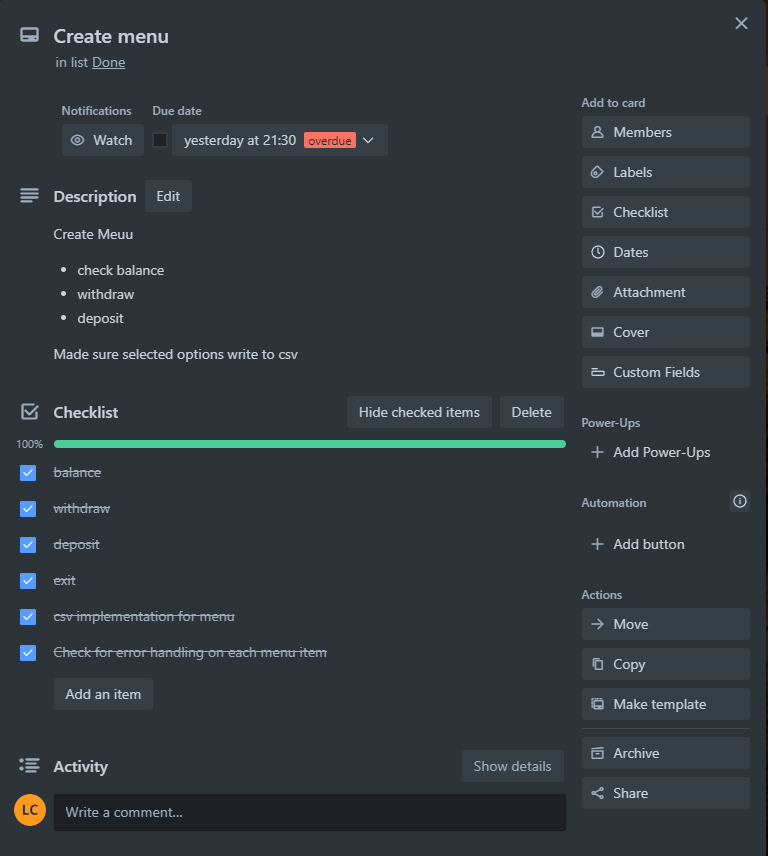 Create menu
in list Done
Notifications
Due date
Watch
yesterday at 21:30 overdue
Description
Edit
Create Meuu
check balance
withdraw
deposit
Made sure selected options write to csv
Checklist
Hide checked items
Delete
100%
balance
withdraw
deposit
exit
csv implementation for menu
Check for error handling on each menu item
Add an item
Activity
Show details
LC
Write a comment...
Add to card
Members
Labels
Checklist
Dates
Attachment
Cover
Custom Fields
Power-Ups
Add Power-Ups
Automation
Add button
Actions
Move
Copy
Make template
Archive
Share